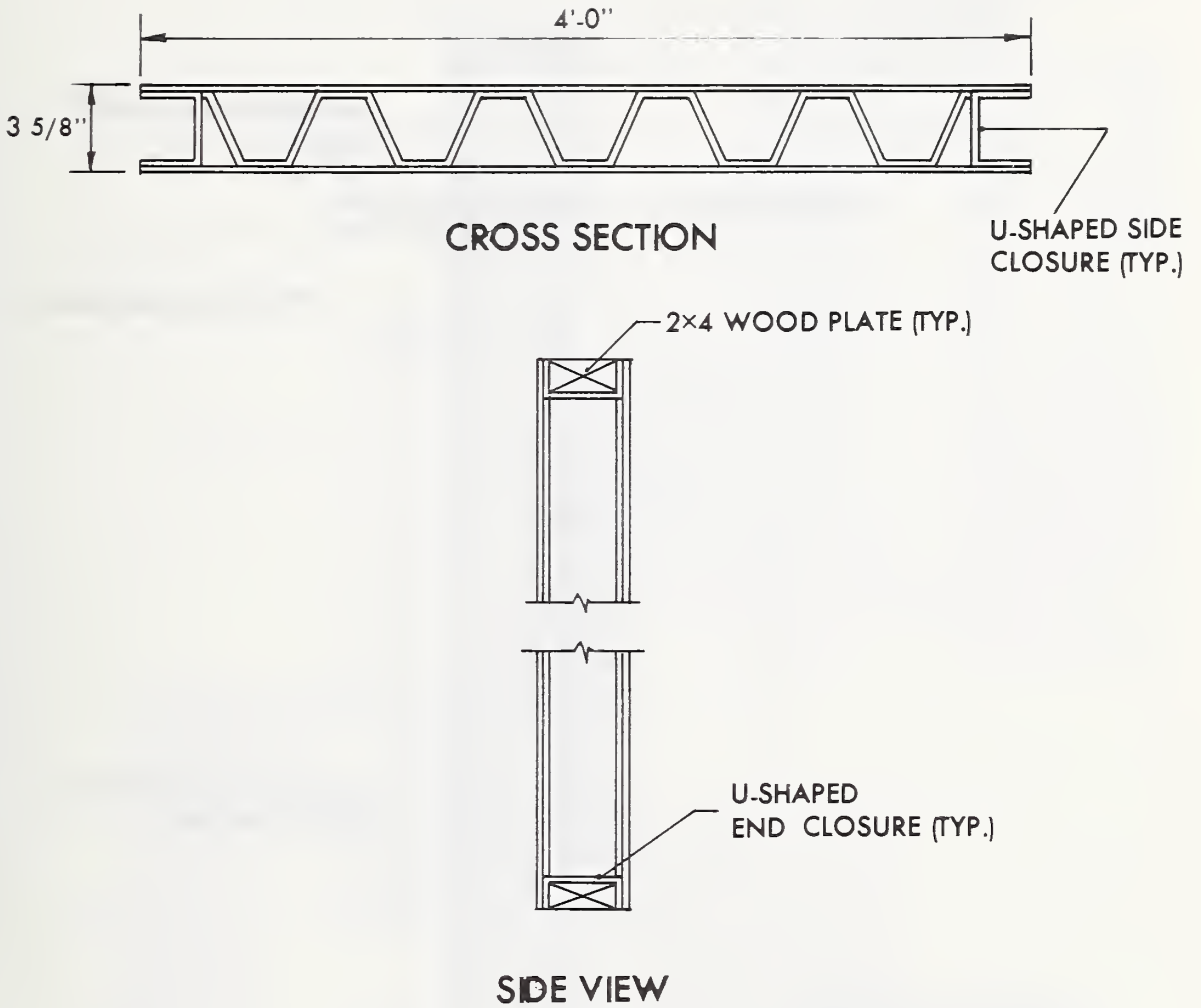 4'-0"
3 5/8"
CROSS SECTION
U-SHAPED SIDE
CLOSURE (TYP.)
2×4 WOOD PLATE (TYP.)
U-SHAPED
END CLOSURE (TYP.)
SIDE VIEW